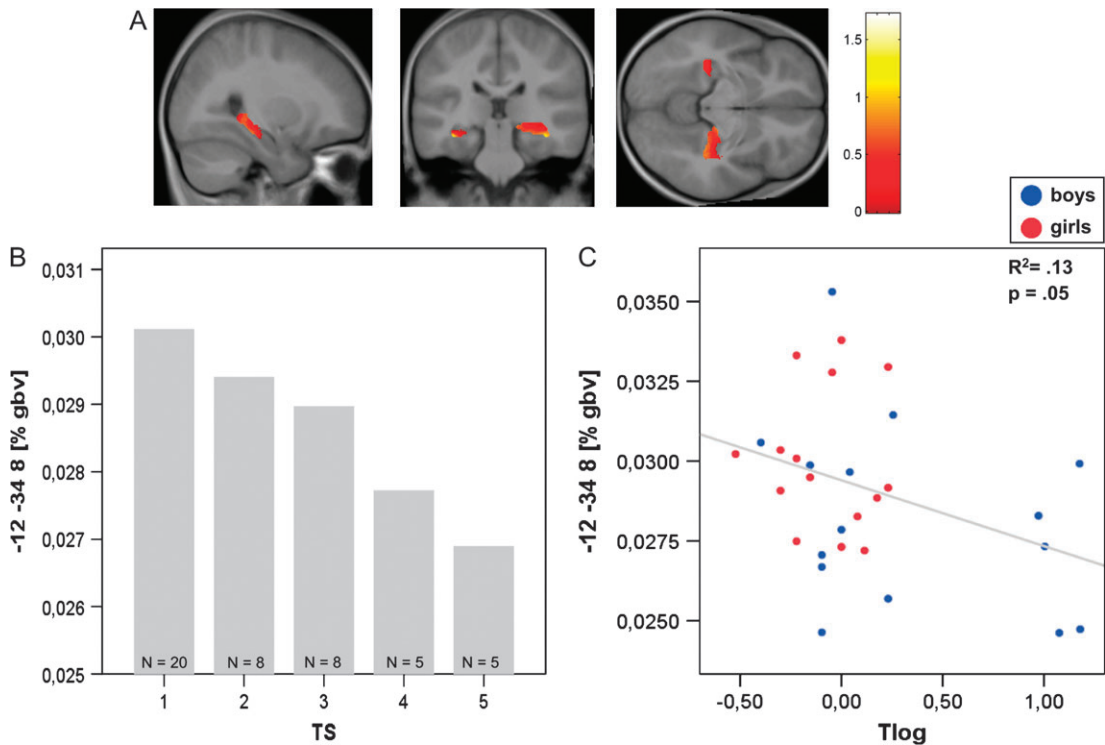 A
1.5
1
0.5
0
boys
girls
B
-12 -34 8 [% gbv]
0,031
0,030
0,029
0,028
0,027
0,026
0,025
N = 20
N = 8
N = 8
N = 5
N = 5
1
2
3
4
5
TS
C
R²= .13
p = .05
-12 -34 8 [% gbv]
0,0350
0,0325
0,0300
0,0275
0,0250
-0,50
0,00
0,50
1,00
Tlog